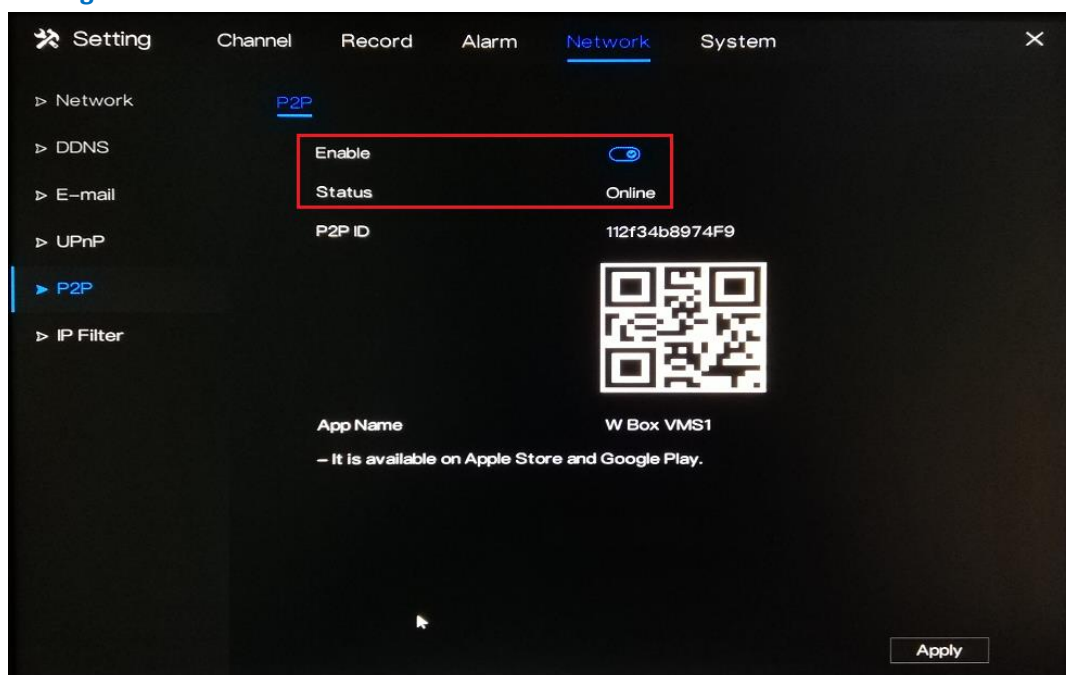 Setting Channel Record Alarm Network System
Network
P2P
DDNS
Enable
E-mail
Status Online
UPnP
P2P ID 112f34b8974F9
P2P
IP Filter
App Name W Box VMS1
– It is available on Apple Store and Google Play.
Apply